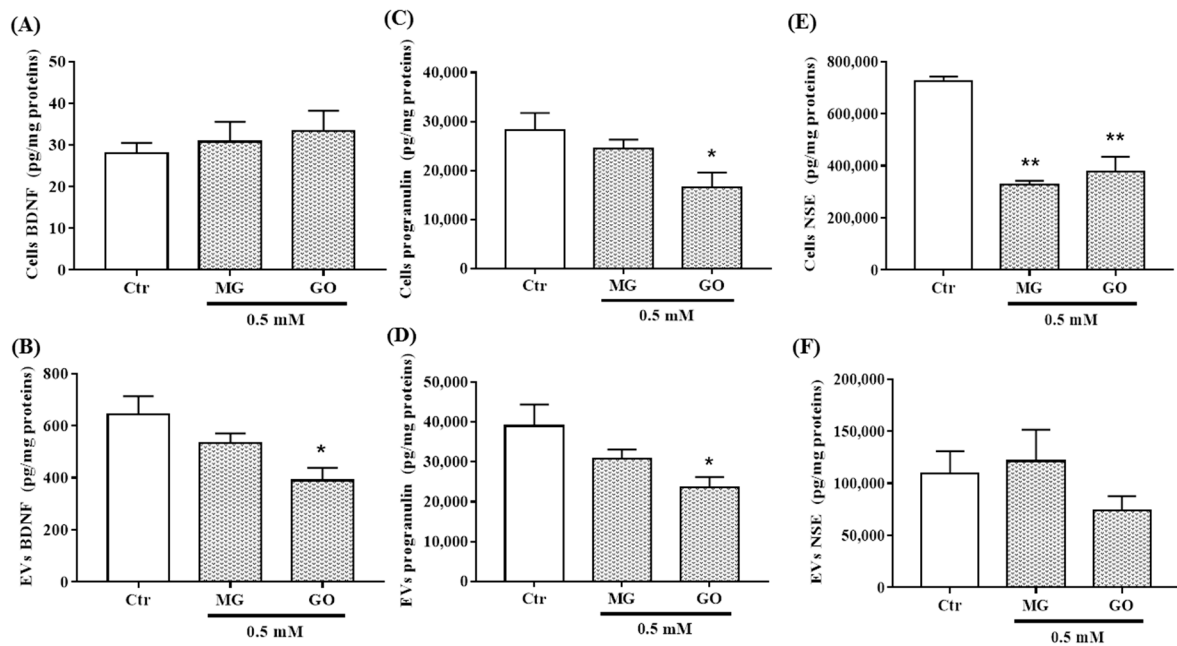 (A)
Cells BDNF (pg/mg proteins)
50
40
30
20
10
0
Ctr MG GO
0.5 mM
(B)
EVs BDNF (pg/mg proteins)
800
600
400
200
0
Ctr MG GO
*
0.5 mM
(C)
Cells progranulin (pg/mg proteins)
40,000
30,000
20,000
10,000
0
Ctr MG GO
*
0.5 mM
(D)
EVs progranulin (pg/mg proteins)
50,000
40,000
30,000
20,000
10,000
0
Ctr MG GO
*
0.5 mM
(E)
Cells NSE (pg/mg proteins)
800,000
600,000
400,000
200,000
0
Ctr MG GO
** **
0.5 mM
(F)
EVs NSE (pg/mg proteins)
200,000
150,000
100,000
50,000
0
Ctr MG GO
0.5 mM